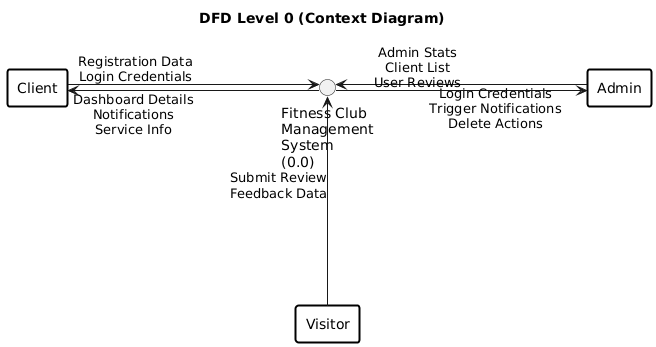 DFD Level 0 (Context Diagram)
Client
Registration Data
Login Credentials
Dashboard Details
Notifications
Service Info
Admin Stats
Client List
User Reviews
Login Credentials
Trigger Notifications
Delete Actions
Admin
Fitness Club
Management
System
(0.0)
Submit Review
Feedback Data
Visitor